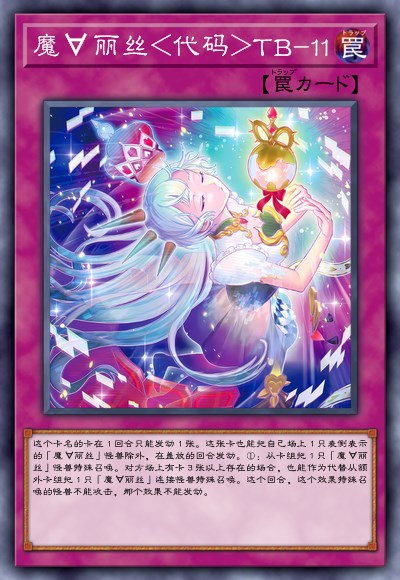 魔∀丽丝<代码>TB-11
罠
トラップ
【罠カード】
トラップ
这个卡名的卡在1回合只能发动1张。这张卡也能把自己场上1只表侧表示
的「魔∀丽丝」怪兽除外，在盖放的回合发动。①：从卡组把1只「魔∀丽
丝」怪兽特殊召唤。对方场上有卡3张以上存在的场合，也能作为代替从额
外卡组把1只「魔∀丽丝」连接怪兽特殊召唤。这个回合，这个效果特殊召
唤的怪兽不能攻击，那个效果不能发动。